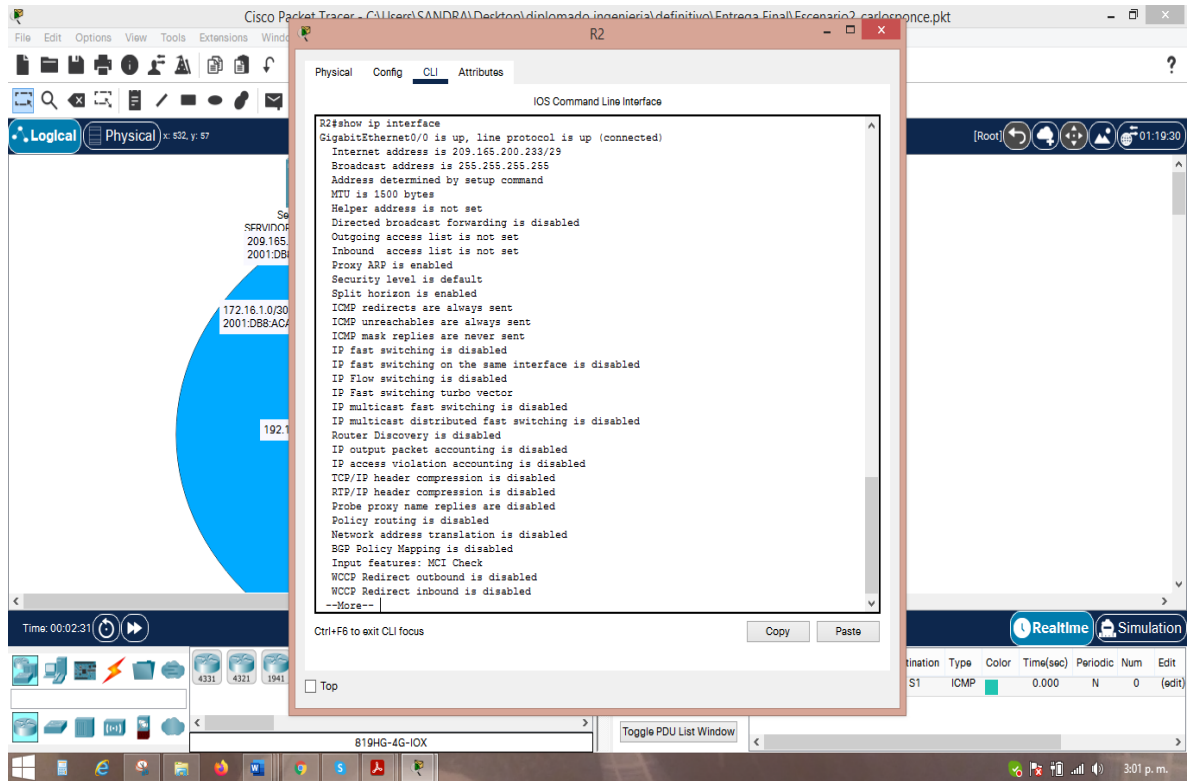 Cisco Packet Tracer - C:\Users\SANDRA\Desktop\diplomado ingenieria\definitivo\Entrega Final\Escenario2_carlosponce.pkt
File Edit Options View Tools Extensions
R2
Physical Config CLI Attributes
IOS Command Line Interface
Logical Physical x: 532, y: 57
[Root] 01:19:30
R2#show ip interface
GigabitEthernet0/0 is up, line protocol is up (connected)
Internet address is 209.165.200.233/29
Broadcast address is 255.255.255.255
Address determined by setup command
MTU is 1500 bytes
Helper address is not set
Directed broadcast forwarding is disabled
Outgoing access list is not set
Inbound access list is not set
Proxy ARP is enabled
Security level is default
Split horizon is enabled
ICMP redirects are always sent
ICMP unreachables are always sent
ICMP mask replies are never sent
IP fast switching is disabled
IP fast switching on the same interface is disabled
IP Flow switching is disabled
IP Fast switching turbo vector
IP multicast fast switching is disabled
IP multicast distributed fast switching is disabled
Router Discovery is disabled
IP output packet accounting is disabled
IP access violation accounting is disabled
TCP/IP header compression is disabled
RTP/IP header compression is disabled
Probe proxy name replies are disabled
Policy routing is disabled
Network address translation is disabled
BGP Policy Mapping is disabled
Input features: MCI Check
WCCP Redirect outbound is disabled
WCCP Redirect inbound is disabled
--More--
209.165.
2001:DB
172.16.1.0/30
2001:DB8:ACA
192.1
Ctrl+F6 to exit CLI focus
Copy Paste
Top
Time: 00:02:31
Realtime Simulation
4331 4321 1941
819HG-4G-IOX
Toggle PDU List Window
tination Type Color Time(sec) Periodic Num Edit
S1 ICMP 0.000 N 0 (edit)
3:01 p. m.